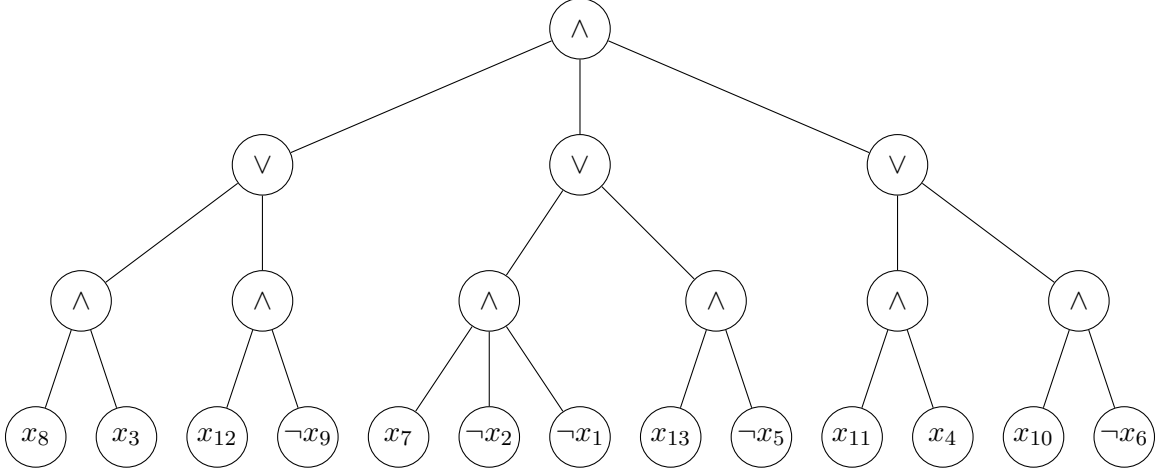 ∧
∨ ∨ ∨
∧ ∧ ∧ ∧ ∧ ∧
x₈ x₃ x₁₂ ¬x₉ x₇ ¬x₂ ¬x₁ x₁₃ ¬x₅ x₁₁ x₄ x₁₀ ¬x₆